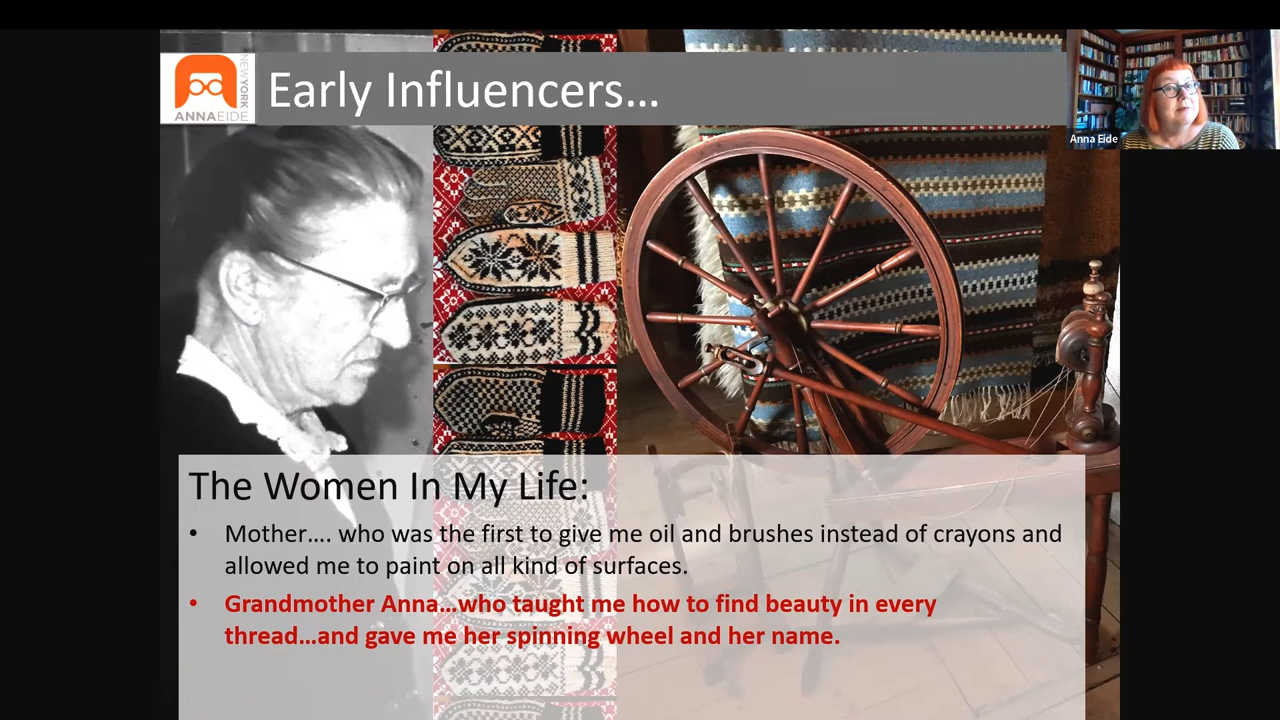 NEW YORK
ANNAEIDE
Early Influencers...
Anna Eide
The Women In My Life:
• Mother.... who was the first to give me oil and brushes instead of crayons and
allowed me to paint on all kind of surfaces.
• Grandmother Anna...who taught me how to find beauty in every
thread...and gave me her spinning wheel and her name.